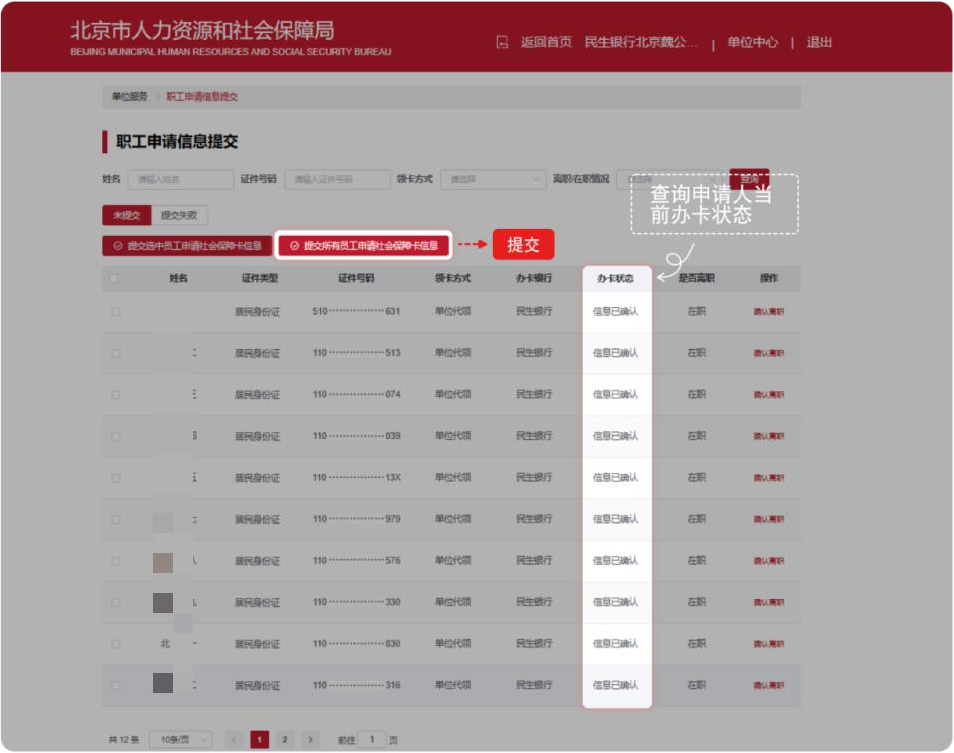 北京市人力资源和社会保障局
BEIJING MUNICIPAL HUMAN RESOURCES AND SOCIAL SECURITY BUREAU
返回首页 民生银行北京魏公... | 单位中心 | 退出
单位服务 > 职工申请信息提交
职工申请信息提交
姓名 请输入姓名 证件号码 请输入证件号码 领卡方式 请选择 离职/在职情况 查询
查询申请人当
前办卡状态
未提交 提交失败
提交选中员工申请社会保障卡信息 提交所有员工申请社会保障卡信息 提交
姓名 证件类型 证件号码 领卡方式 办卡银行 办卡状态 是否离职 操作
居民身份证 510················631 单位代领 民生银行 信息已确认 在职 确认离职
居民身份证 110················513 单位代领 民生银行 信息已确认 在职 确认离职
居民身份证 110················074 单位代领 民生银行 信息已确认 在职 确认离职
居民身份证 110················039 单位代领 民生银行 信息已确认 在职 确认离职
居民身份证 110················13X 单位代领 民生银行 信息已确认 在职 确认离职
居民身份证 110················979 单位代领 民生银行 信息已确认 在职 确认离职
居民身份证 110················576 单位代领 民生银行 信息已确认 在职 确认离职
居民身份证 110················330 单位代领 民生银行 信息已确认 在职 确认离职
北 居民身份证 110················830 单位代领 民生银行 信息已确认 在职 确认离职
居民身份证 110················316 单位代领 民生银行 信息已确认 在职 确认离职
共 12 条 10条/页 < 1 2 > 前往 1 页